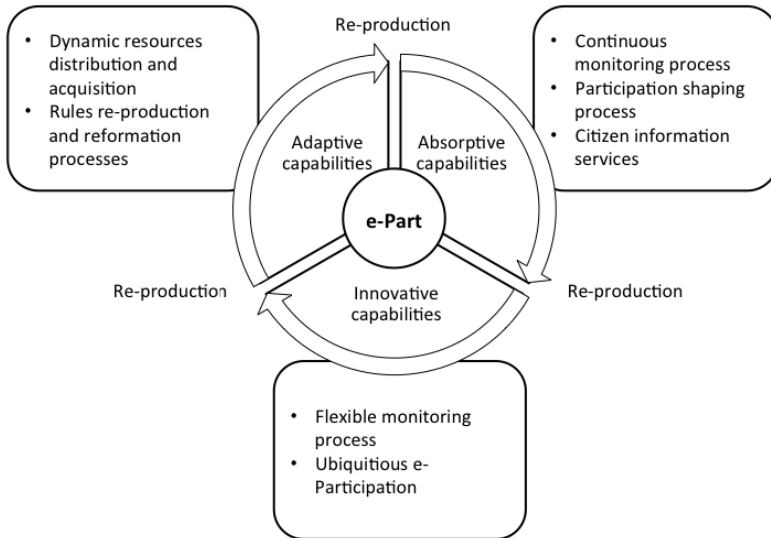 Re-production
• Dynamic resources
distribution and
acquisition
• Rules re-production
and reformation
processes
• Continuous
monitoring process
• Participation shaping
process
• Citizen information
services
Adaptive
capabilities
Absorptive
capabilities
e-Part
Re-production
Innovative
capabilities
Re-production
• Flexible monitoring
process
• Ubiquitious e-
Participation